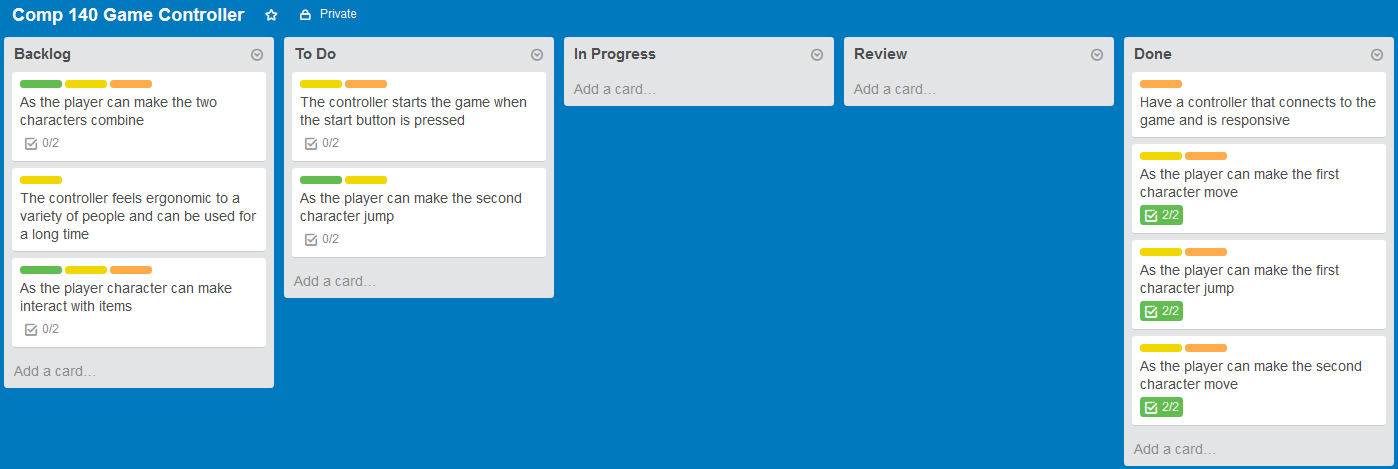 Comp 140 Game Controller
Private
Backlog
As the player can make the two
characters combine
0/2
The controller feels ergonomic to a
variety of people and can be used for
a long time
As the player character can make
interact with items
0/2
Add a card...
To Do
The controller starts the game when
the start button is pressed
0/2
As the player can make the second
character jump
0/2
Add a card...
In Progress
Add a card...
Review
Add a card...
Done
Have a controller that connects to the
game and is responsive
As the player can make the first
character move
2/2
As the player can make the first
character jump
2/2
As the player can make the second
character move
2/2
Add a card...